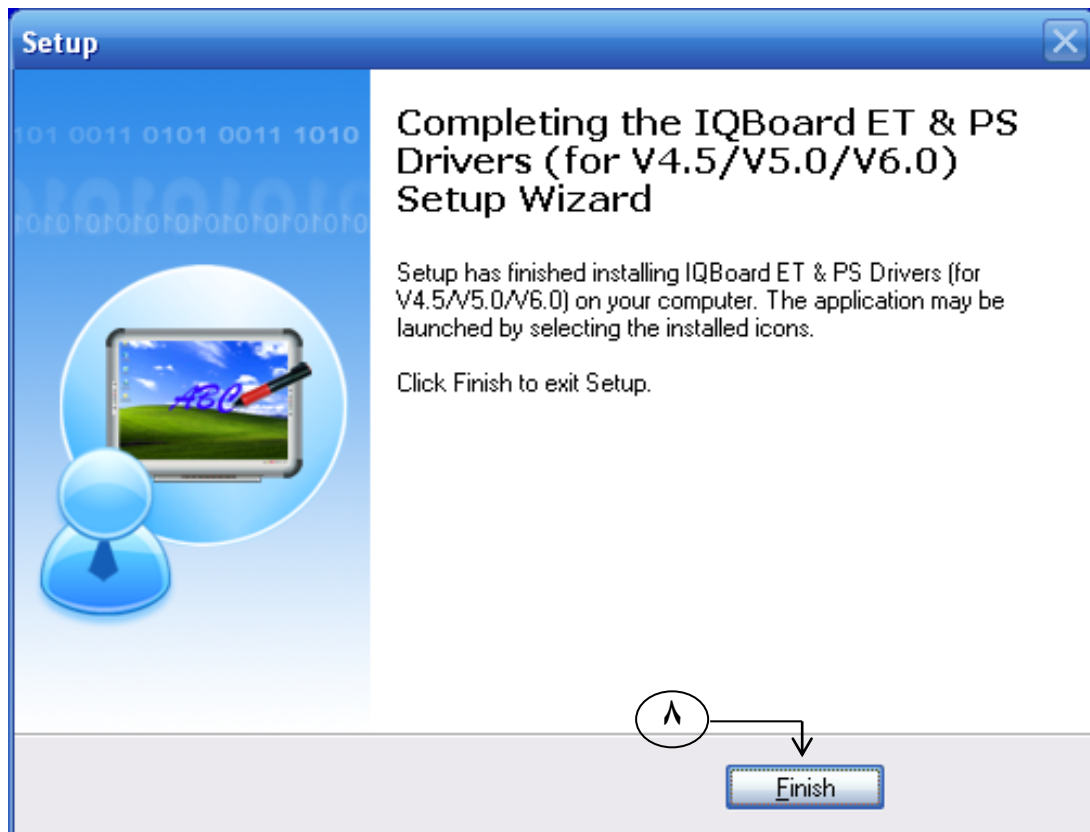 Setup
101 0011 0101 0011 1010
Completing the IQBoard ET & PS
Drivers (for V4.5/V5.0/V6.0)
Setup Wizard
Setup has finished installing IQBoard ET & PS Drivers (for
V4.5/V5.0/V6.0) on your computer. The application may be
launched by selecting the installed icons.
Click Finish to exit Setup.
ABC
٨
Finish